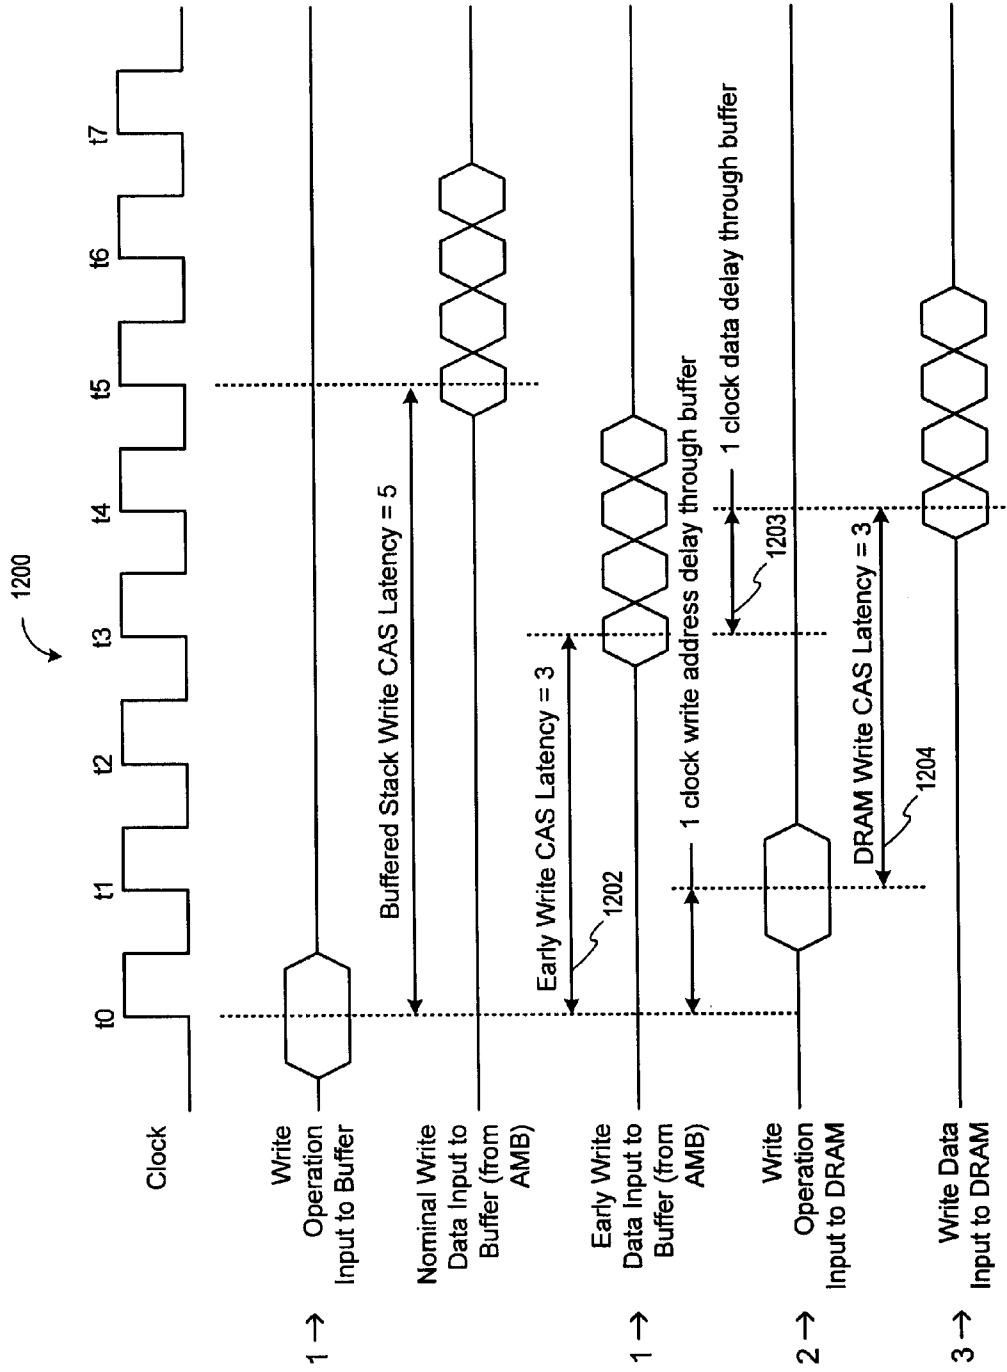 1200
t0
t1
t2
t3
t4
t5
t6
t7
Clock
1 →
Write
Operation
Input to Buffer
Buffered Stack Write CAS Latency = 5
Nominal Write
Data Input to
Buffer (from
AMB)
Early Write CAS Latency = 3
1202
1 →
Early Write
Data Input to
Buffer (from
AMB)
1 clock write address delay through buffer
1 clock data delay through buffer
1203
2 →
Write
Operation
Input to DRAM
DRAM Write CAS Latency = 3
1204
3 →
Write Data
Input to DRAM